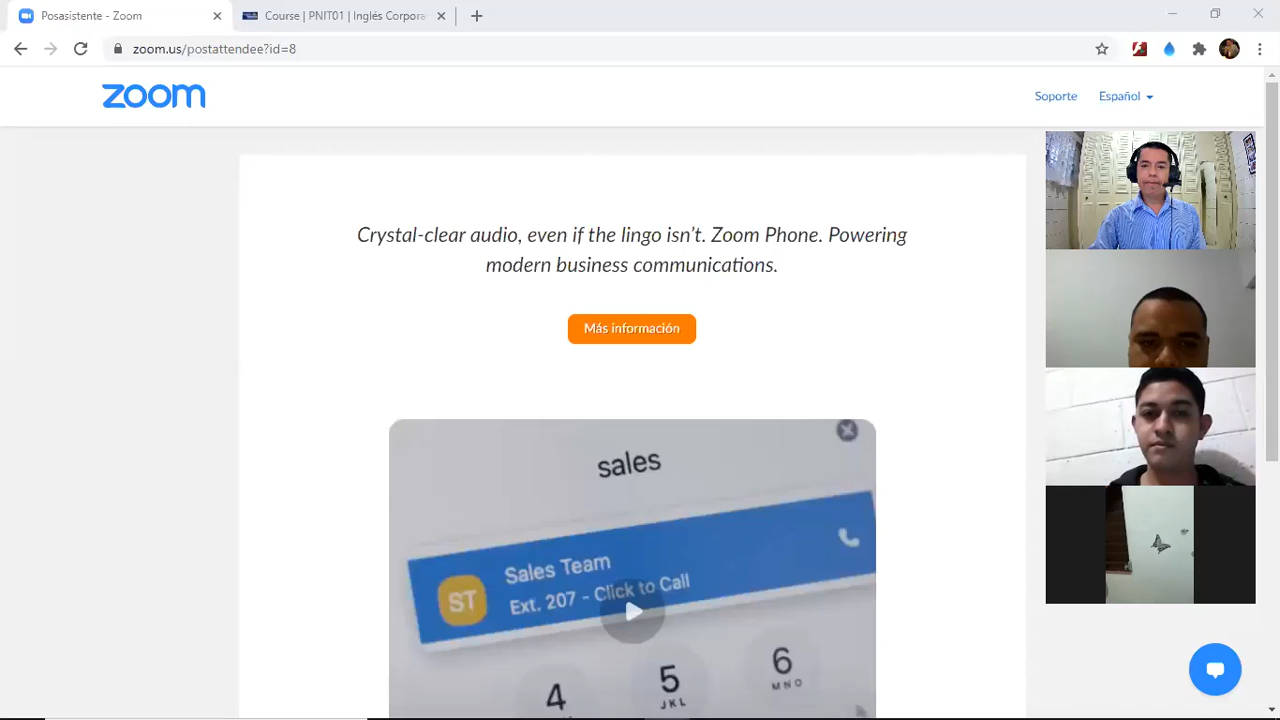 Posasistente - Zoom
Course | PNIT01 | Inglés Corpora
zoom.us/postattendee?id=8
zoom
Soporte
Español
Crystal-clear audio, even if the lingo isn't. Zoom Phone. Powering
modern business communications.
Más información
sales
ST
Sales Team
Ext. 207 - Click to Call
4
5
JKL
6
MNO